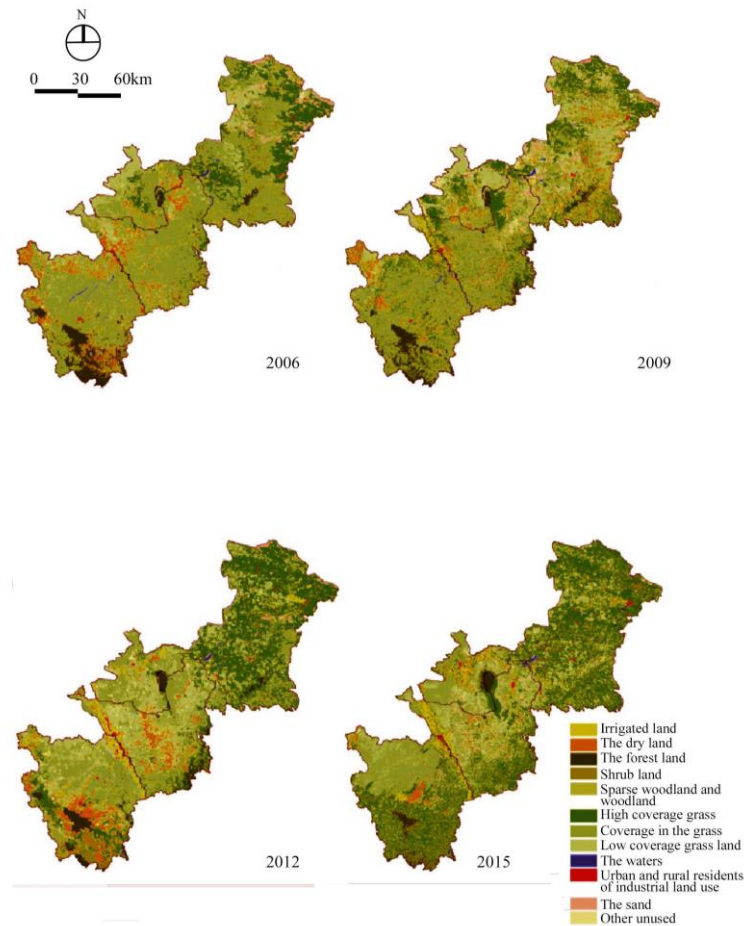 N
0 30 60km
2006
2009
2012
2015
Irrigated land
The dry land
The forest land
Shrub land
Sparse woodland and
woodland
High coverage grass
Coverage in the grass
Low coverage grass land
The waters
Urban and rural residents
of industrial land use
The sand
Other unused